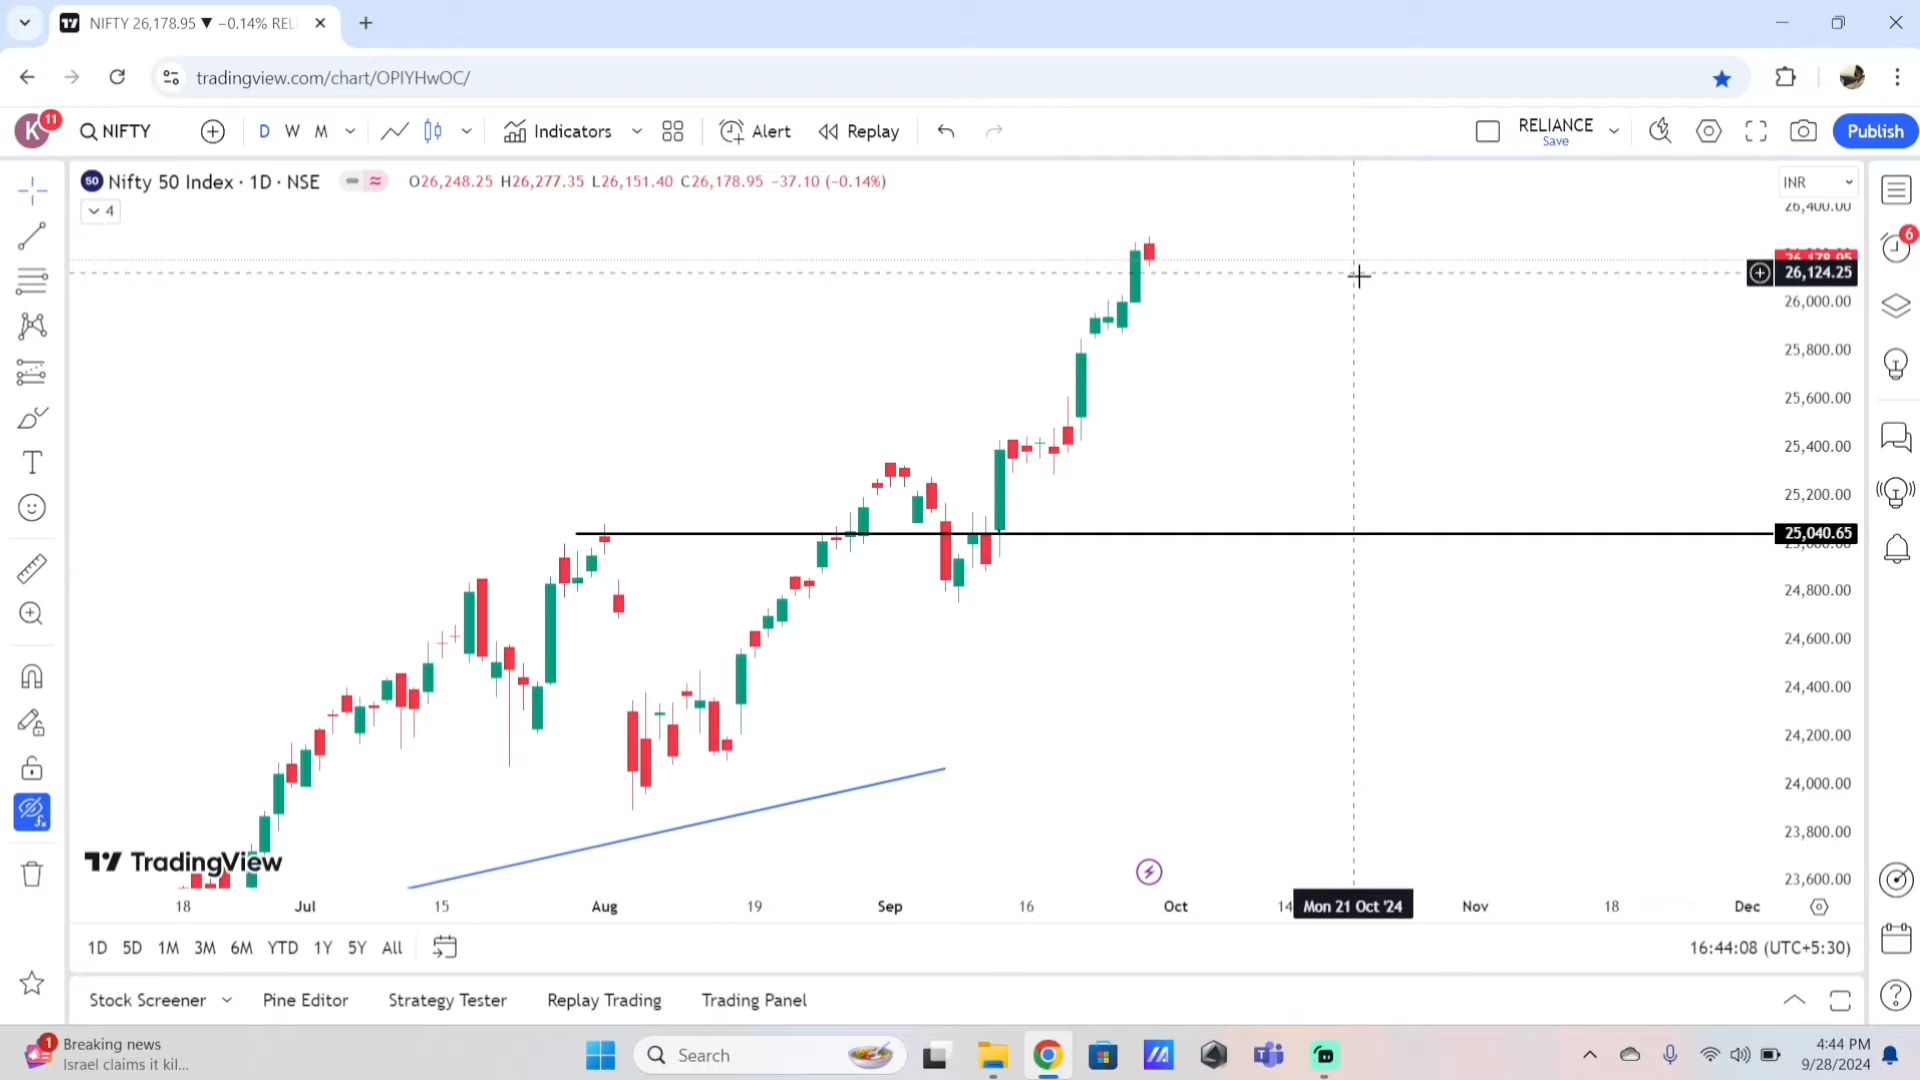 NIFTY 26,178.95 ▼ −0.14% REL
tradingview.com/chart/OPIYHwOC/
K 11 NIFTY D W M Indicators Alert Replay RELIANCE Save Publish
50 Nifty 50 Index · 1D · NSE O26,248.25 H26,277.35 L26,151.40 C26,178.95 −37.10 (−0.14%) INR
4
26,400.00
6
26,178.95
26,124.25
26,000.00
25,800.00
25,600.00
25,400.00
25,200.00
25,040.65
24,800.00
24,600.00
24,400.00
24,200.00
24,000.00
23,800.00
TradingView
23,600.00
18 Jul 15 Aug 19 Sep 16 Oct 14 Mon 21 Oct '24 Nov 18 Dec
1D 5D 1M 3M 6M YTD 1Y 5Y All 16:44:08 (UTC+5:30)
Stock Screener Pine Editor Strategy Tester Replay Trading Trading Panel
1 Breaking news
Israel claims it kil...
Search
4:44 PM
9/28/2024